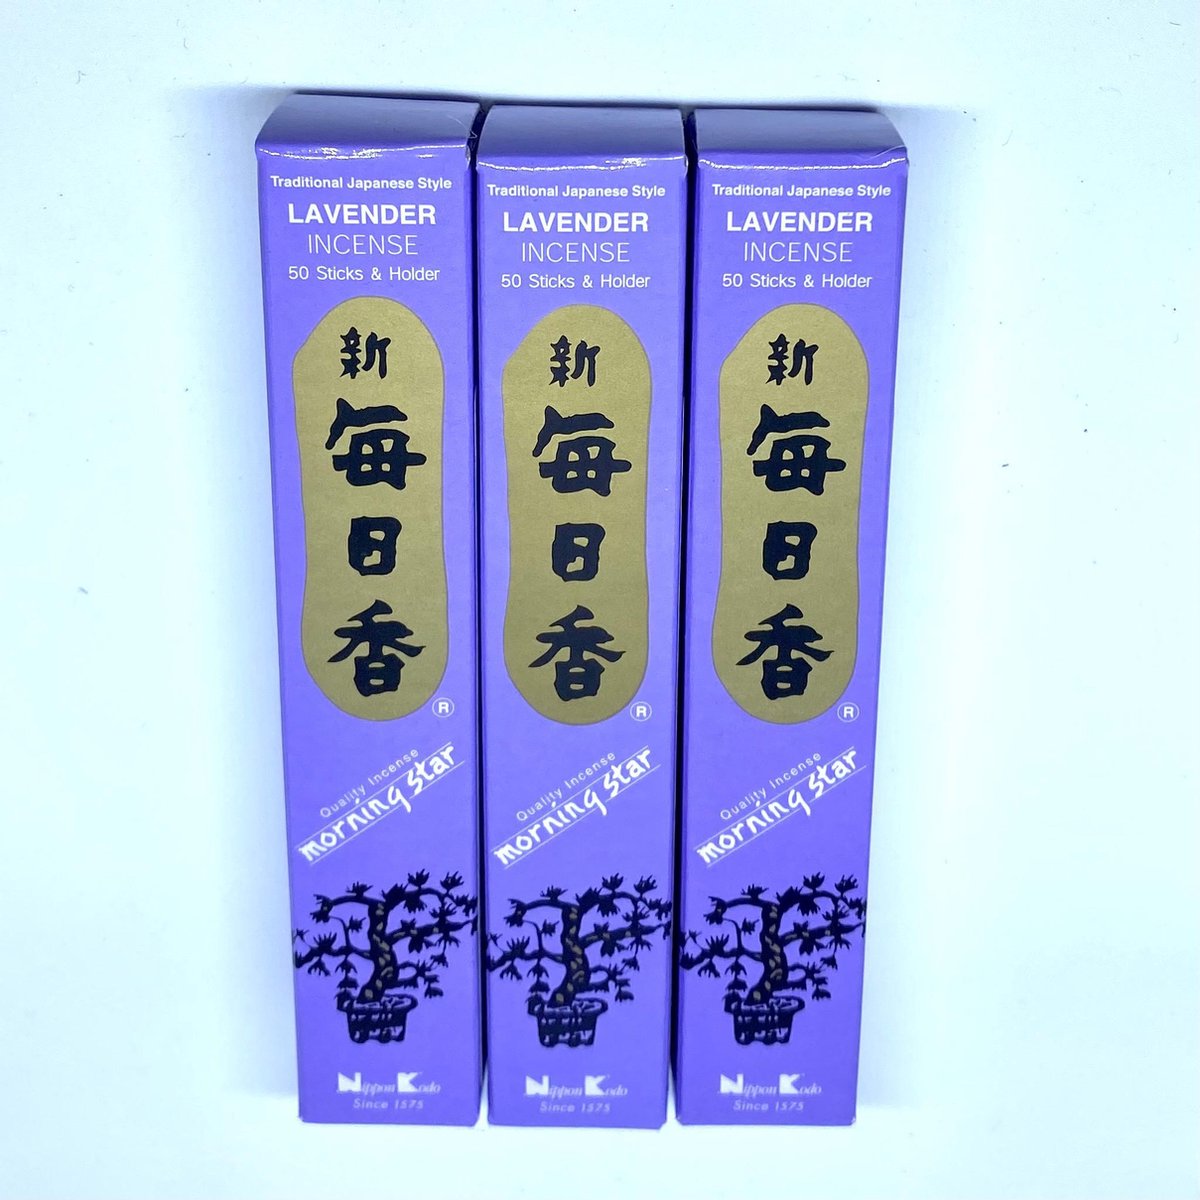 Traditional Japanese Style
LAVENDER
INCENSE
50 Sticks & Holder
新
毎
日
香
®
Quality Incense
morning star
Nippon Kodo
Since 1575
Traditional Japanese Style
LAVENDER
INCENSE
50 Sticks & Holder
新
毎
日
香
®
Quality Incense
morning star
Nippon Kodo
Since 1575
Traditional Japanese Style
LAVENDER
INCENSE
50 Sticks & Holder
新
毎
日
香
®
Quality Incense
morning star
Nippon Kodo
Since 1575